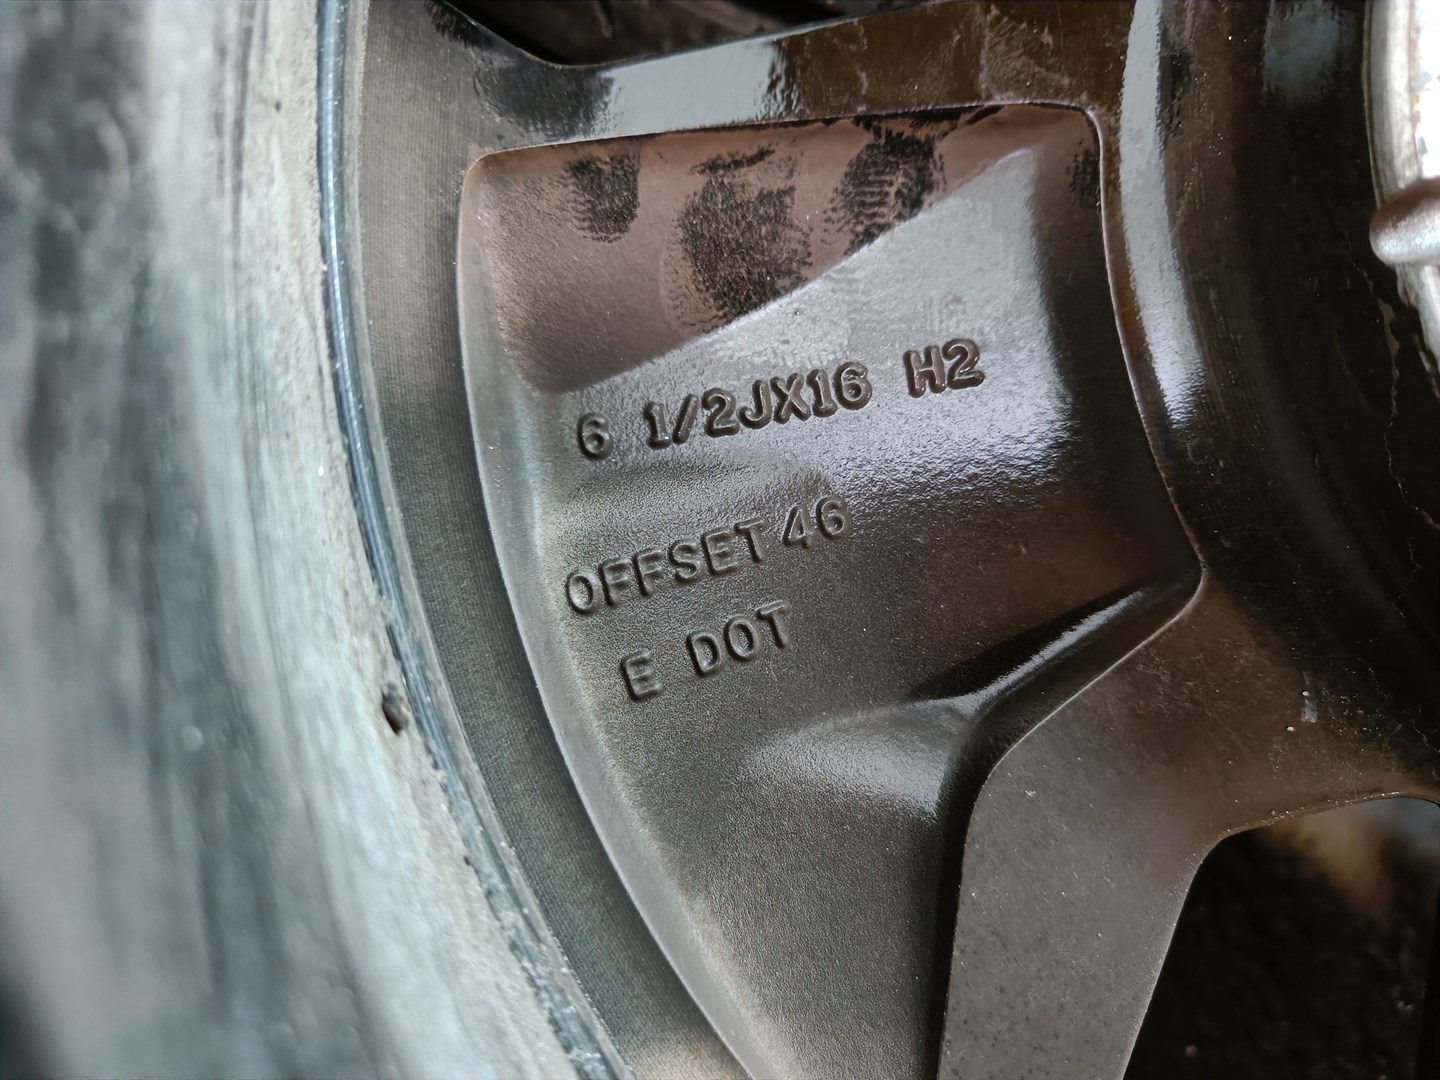 6 1/2JX16 H2
OFFSET 46
E DOT